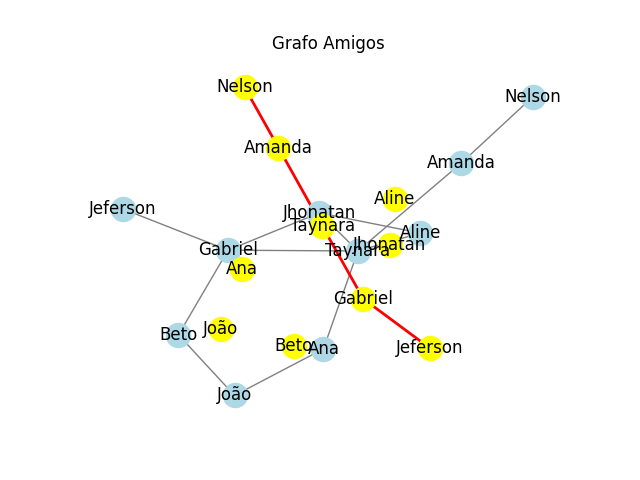 Grafo Amigos
Nelson
Nelson
Amanda
Amanda
Aline
Jeferson
Jhonatan
Taynara
Aline
Jhonatan
Gabriel
Taynara
Ana
Gabriel
João
Beto
Beto
Ana
Jeferson
João